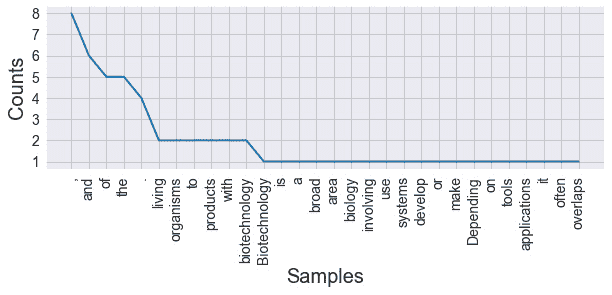 8
7
6
5
4
3
2
1
Counts
,
and
of
the
.
living
organisms
to
products
with
biotechnology
Biotechnology
is
a
broad
area
biology
involving
use
systems
develop
or
make
Depending
on
tools
applications
it
often
overlaps
Samples